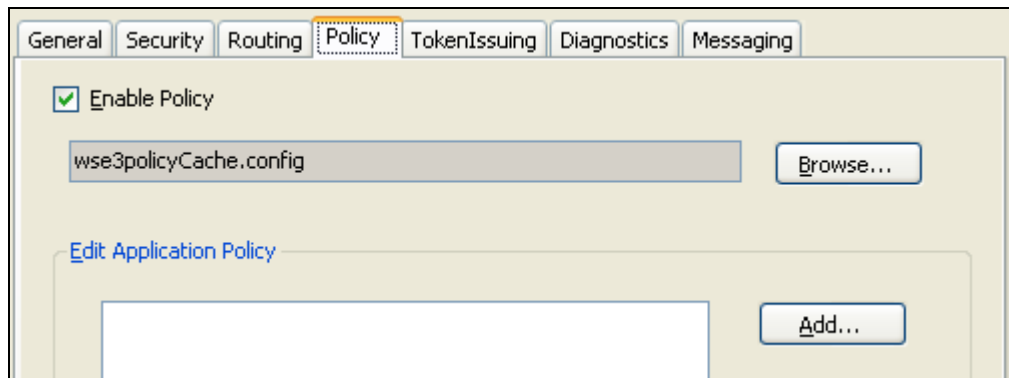 General Security Routing Policy TokenIssuing Diagnostics Messaging
Enable Policy
wse3policyCache.config Browse...
Edit Application Policy
Add...